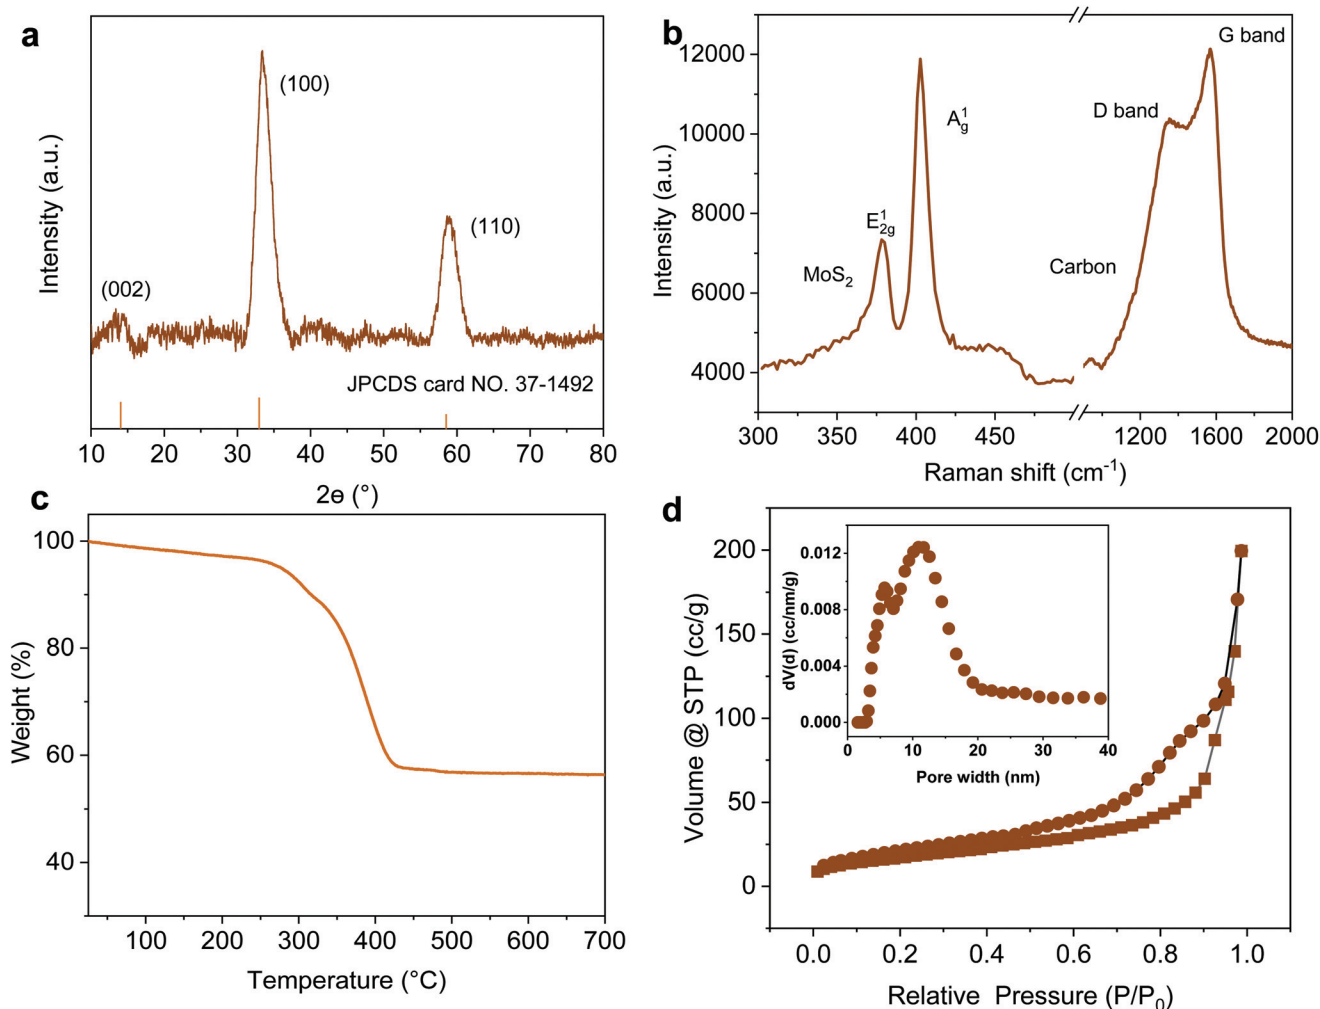 a
Intensity (a.u.)
(002)
(100)
(110)
JPCDS card NO. 37-1492
10 20 30 40 50 60 70 80
2ɵ (°)
b
Intensity (a.u.)
12000
10000
8000
6000
4000
MoS₂
E¹₂g
A¹g
Carbon
D band
G band
300 350 400 450 1200 1600 2000
Raman shift (cm⁻¹)
c
Weight (%)
100
80
60
40
100 200 300 400 500 600 700
Temperature (°C)
d
Volume @ STP (cc/g)
200
150
100
50
0
dV(d) (cc/nm/g)
0.012
0.008
0.004
0.000
0 10 20 30 40
Pore width (nm)
0.0 0.2 0.4 0.6 0.8 1.0
Relative Pressure (P/P₀)